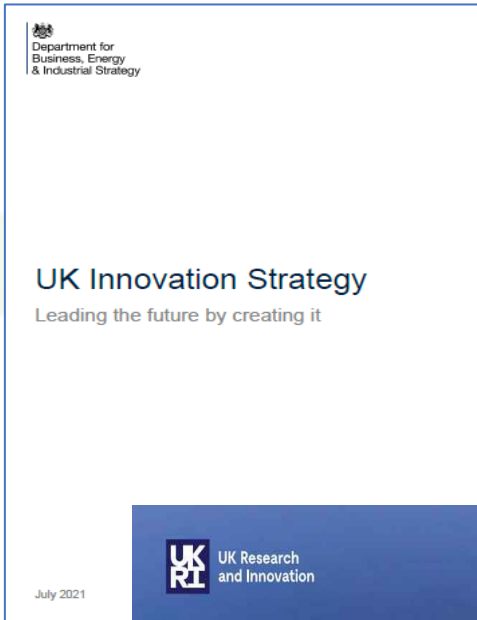 Department for
Business, Energy
& Industrial Strategy
UK Innovation Strategy
Leading the future by creating it
UK
RI
UK Research
and Innovation
July 2021